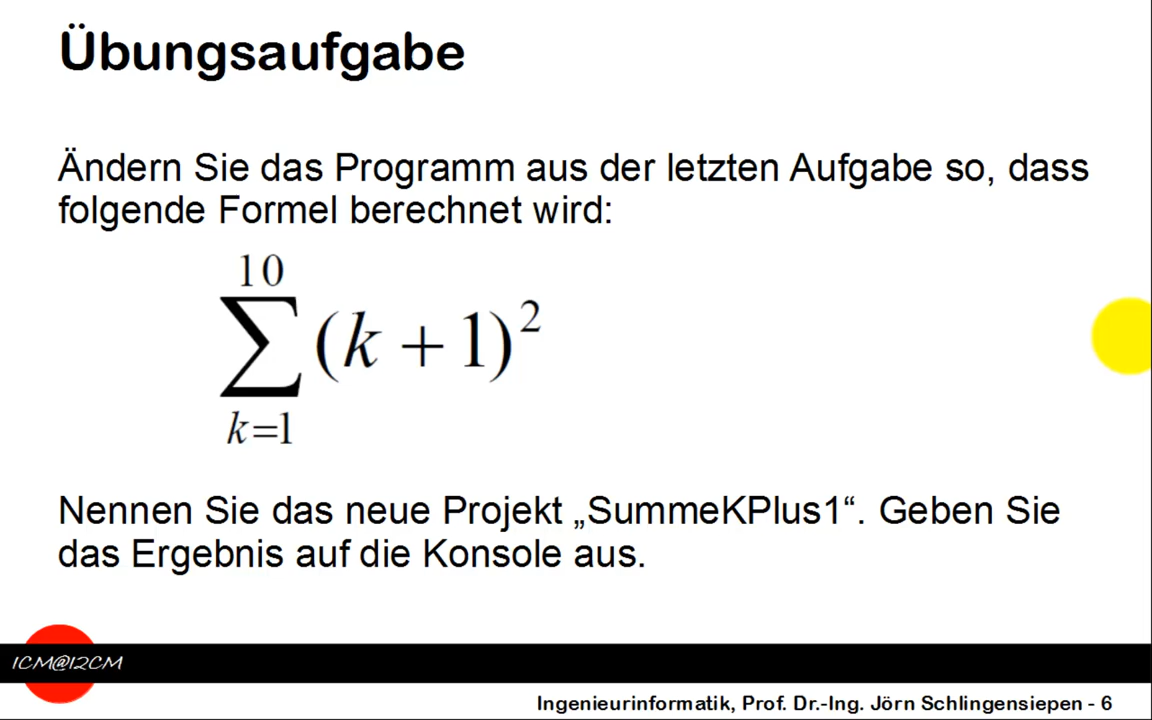 Übungsaufgabe
Ändern Sie das Programm aus der letzten Aufgabe so, dass
folgende Formel berechnet wird:
10
∑ (k + 1)²
k=1
Nennen Sie das neue Projekt „SummeKPlus1“. Geben Sie
das Ergebnis auf die Konsole aus.
1CM@12CM
Ingenieurinformatik, Prof. Dr.-Ing. Jörn Schlingensiepen - 6